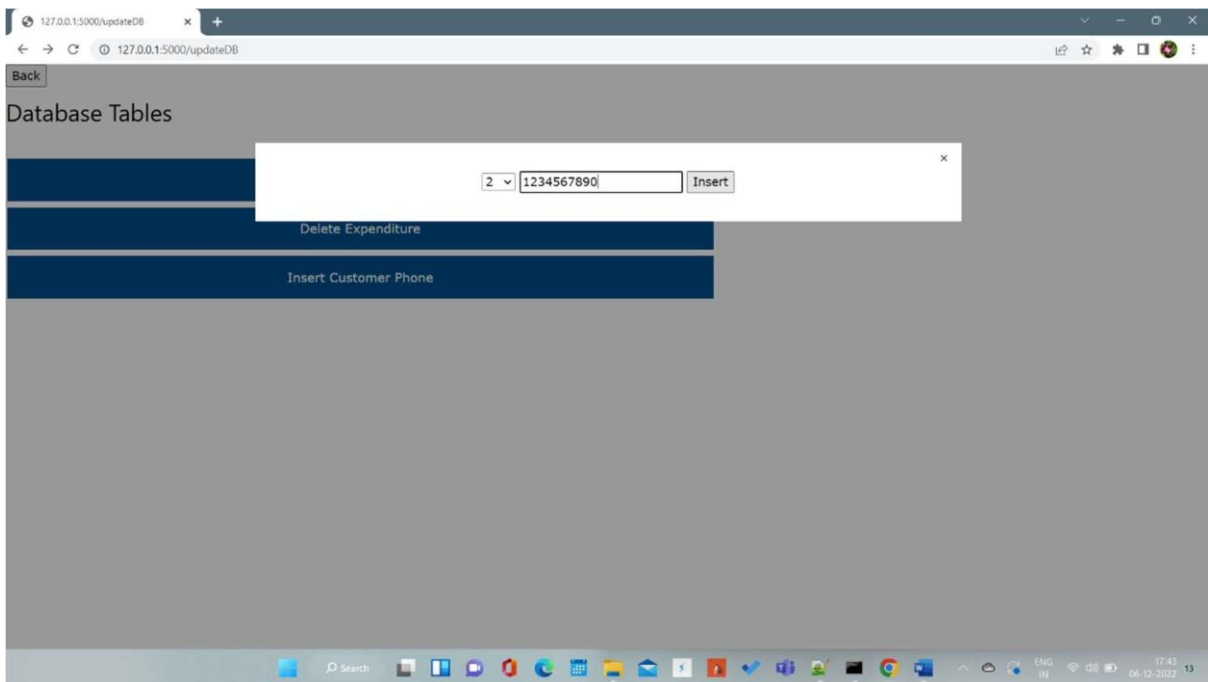 127.0.0.1:5000/updateDB
127.0.0.1:5000/updateDB
Back
Database Tables
2 1234567890 Insert
Delete Expenditure
Insert Customer Phone
Search
ENG
IN
17:43
06-12-2022
13